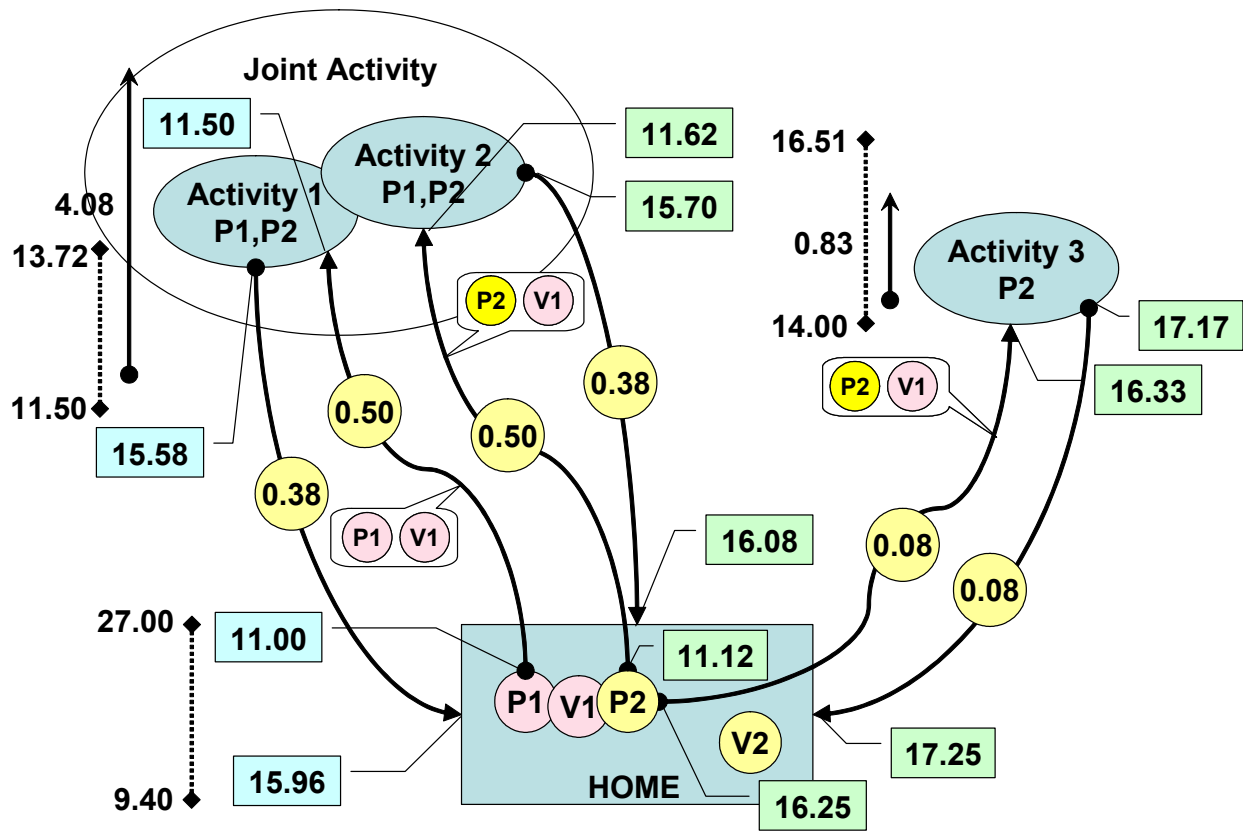 Joint Activity
11.50
11.62
Activity 2
P1,P2
Activity 1
P1,P2
15.70
4.08
13.72
11.50
15.58
16.51
0.83
14.00
Activity 3
P2
17.17
16.33
P2 V1
P2 V1
0.38
0.50
0.50
0.38
P1 V1
16.08
0.08
0.08
27.00
11.00
11.12
P1
V1
P2
V2
9.40
15.96
HOME
17.25
16.25